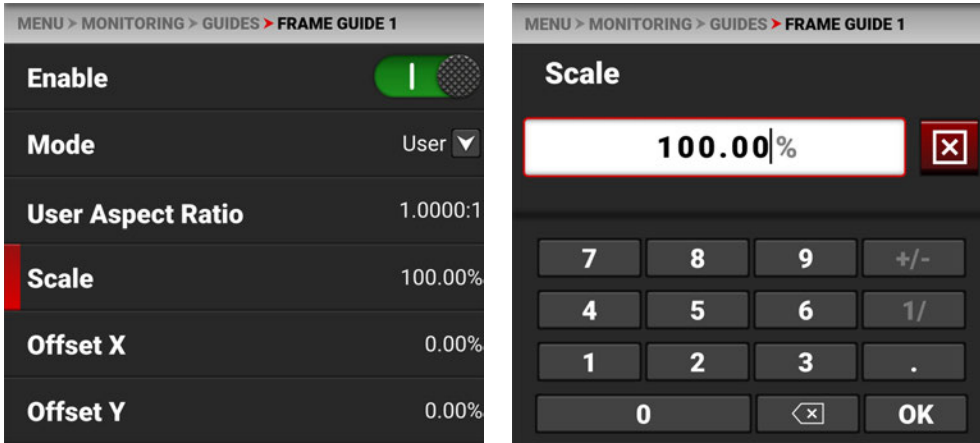 MENU > MONITORING > GUIDES > FRAME GUIDE 1
Enable
Mode User
User Aspect Ratio 1.0000:1
Scale 100.00%
Offset X 0.00%
Offset Y 0.00%
MENU > MONITORING > GUIDES > FRAME GUIDE 1
Scale
100.00%
7 8 9 +/-
4 5 6 1/
1 2 3 .
0 OK